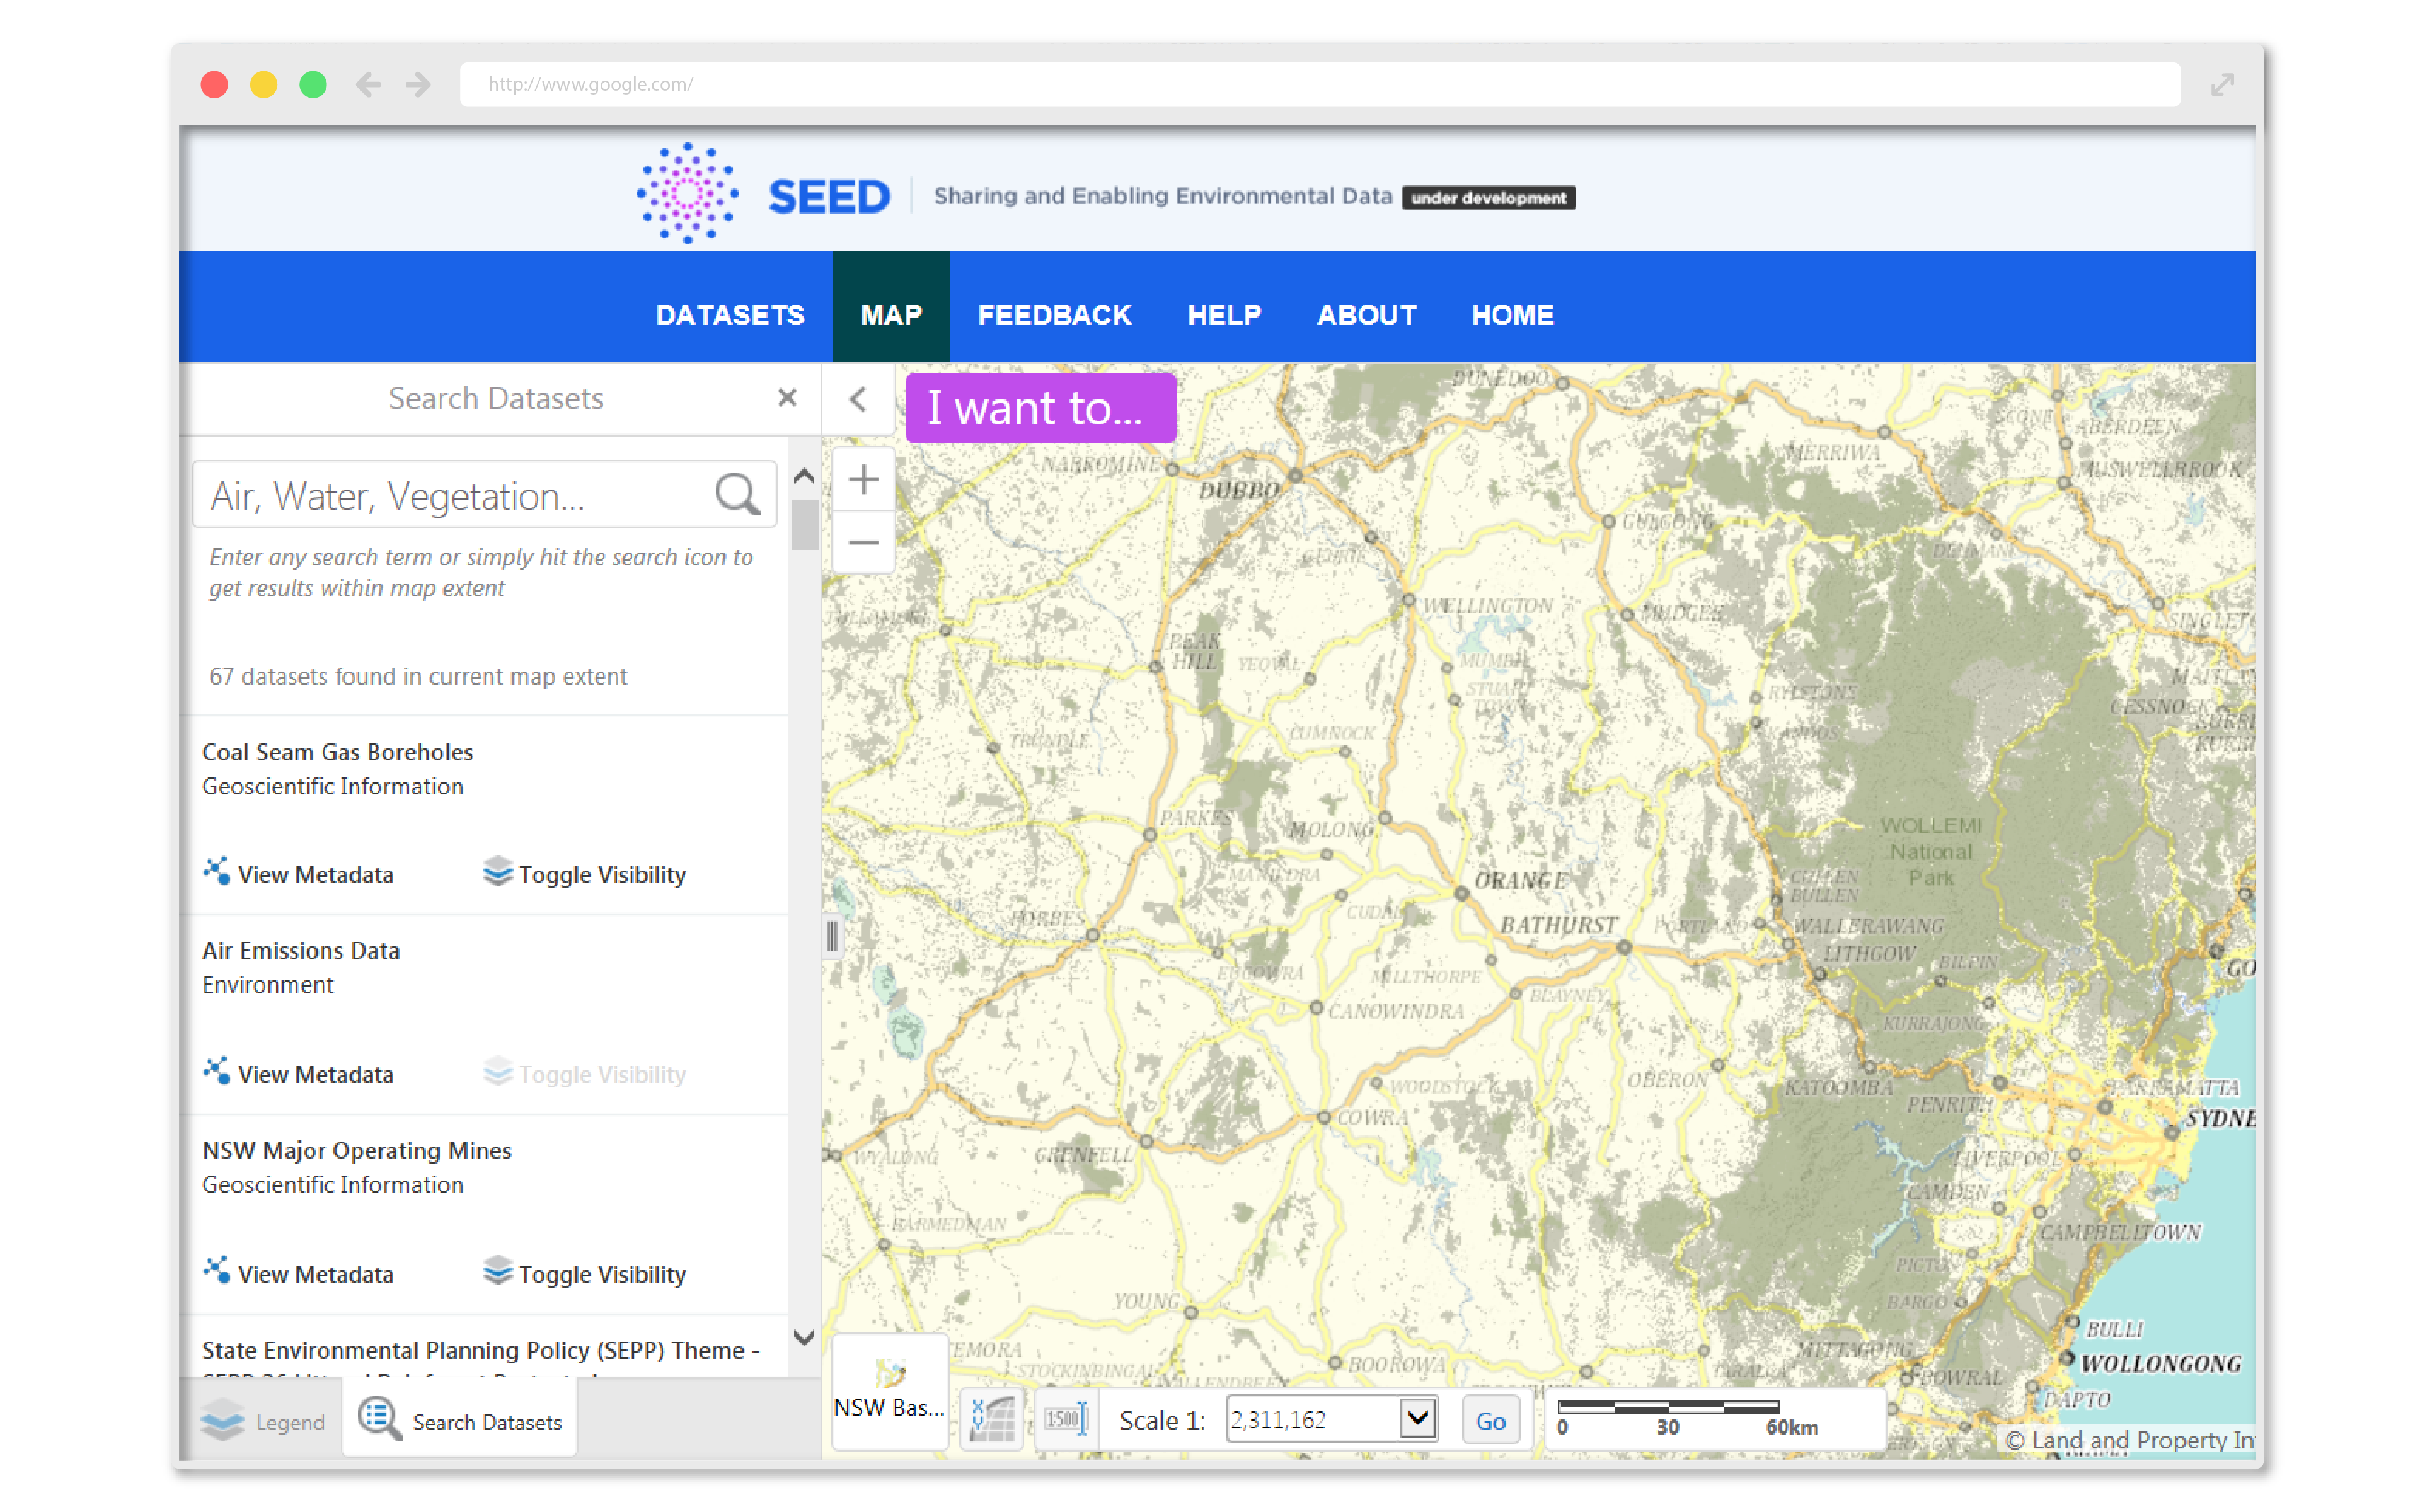 http://www.google.com/
SEED
Sharing and Enabling Environmental Data
under development
DATASETS
MAP
FEEDBACK
HELP
ABOUT
HOME
Search Datasets
Air, Water, Vegetation...
Enter any search term or simply hit the search icon to
get results within map extent
67 datasets found in current map extent
Coal Seam Gas Boreholes
Geoscientific Information
View Metadata
Toggle Visibility
Air Emissions Data
Environment
View Metadata
Toggle Visibility
NSW Major Operating Mines
Geoscientific Information
View Metadata
Toggle Visibility
State Environmental Planning Policy (SEPP) Theme -
Legend
Search Datasets
I want to...
DUNEDOO
SCONE
ABERDEEN
MERRIWA
MUSWELLBROOK
NARROMINE
DUBBO
GULGONG
DENMAN
WELLINGTON
MUDGEE
PEAK
HILL
YEOVAL
MUMBIL
STUART
TOWN
RYLSTONE
CESSNOCK
KANDOS
TRUNDLE
CUMNOCK
PARKES
MOLONG
WOLLEMI
National
Park
MANILDRA
ORANGE
CULLEN
BULLEN
CUDAL
FORBES
BATHURST
PORTLAND
WALLERAWANG
LITHGOW
BILPIN
GO
EUGOWRA
MILLTHORPE
BLAYNEY
CANOWINDRA
KURRAJONG
WOODSTOCK
OBERON
KATOOMBA
PARRAMATTA
PENRITH
SYDNE
COWRA
WYALONG
GRENFELL
LIVERPOOL
CAMDEN
BARMEDMAN
CAMPBELLTOWN
PICTON
YOUNG
BARGO
BULLI
TEMORA
STOCKINBINGAL
BOOROWA
TARALGA
MITTAGONG
WOLLONGONG
BOWRAL
DAPTO
NSW Bas...
X
Y
1:500
Scale 1:
2,311,162
Go
0
30
60km
© Land and Property In